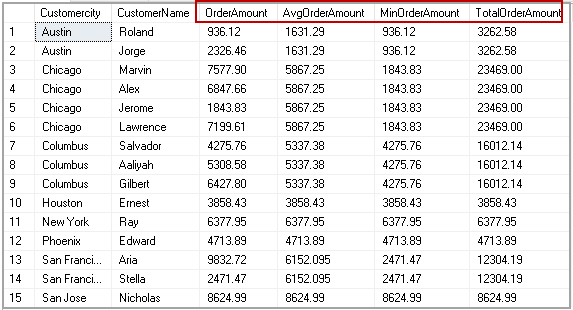 Customercity CustomerName OrderAmount AvgOrderAmount MinOrderAmount TotalOrderAmount
1 Austin Roland 936.12 1631.29 936.12 3262.58
2 Austin Jorge 2326.46 1631.29 936.12 3262.58
3 Chicago Marvin 7577.90 5867.25 1843.83 23469.00
4 Chicago Alex 6847.66 5867.25 1843.83 23469.00
5 Chicago Jerome 1843.83 5867.25 1843.83 23469.00
6 Chicago Lawrence 7199.61 5867.25 1843.83 23469.00
7 Columbus Salvador 4275.76 5337.38 4275.76 16012.14
8 Columbus Aaliyah 5308.58 5337.38 4275.76 16012.14
9 Columbus Gilbert 6427.80 5337.38 4275.76 16012.14
10 Houston Ernest 3858.43 3858.43 3858.43 3858.43
11 New York Ray 6377.95 6377.95 6377.95 6377.95
12 Phoenix Edward 4713.89 4713.89 4713.89 4713.89
13 San Franci... Aria 9832.72 6152.095 2471.47 12304.19
14 San Franci... Stella 2471.47 6152.095 2471.47 12304.19
15 San Jose Nicholas 8624.99 8624.99 8624.99 8624.99